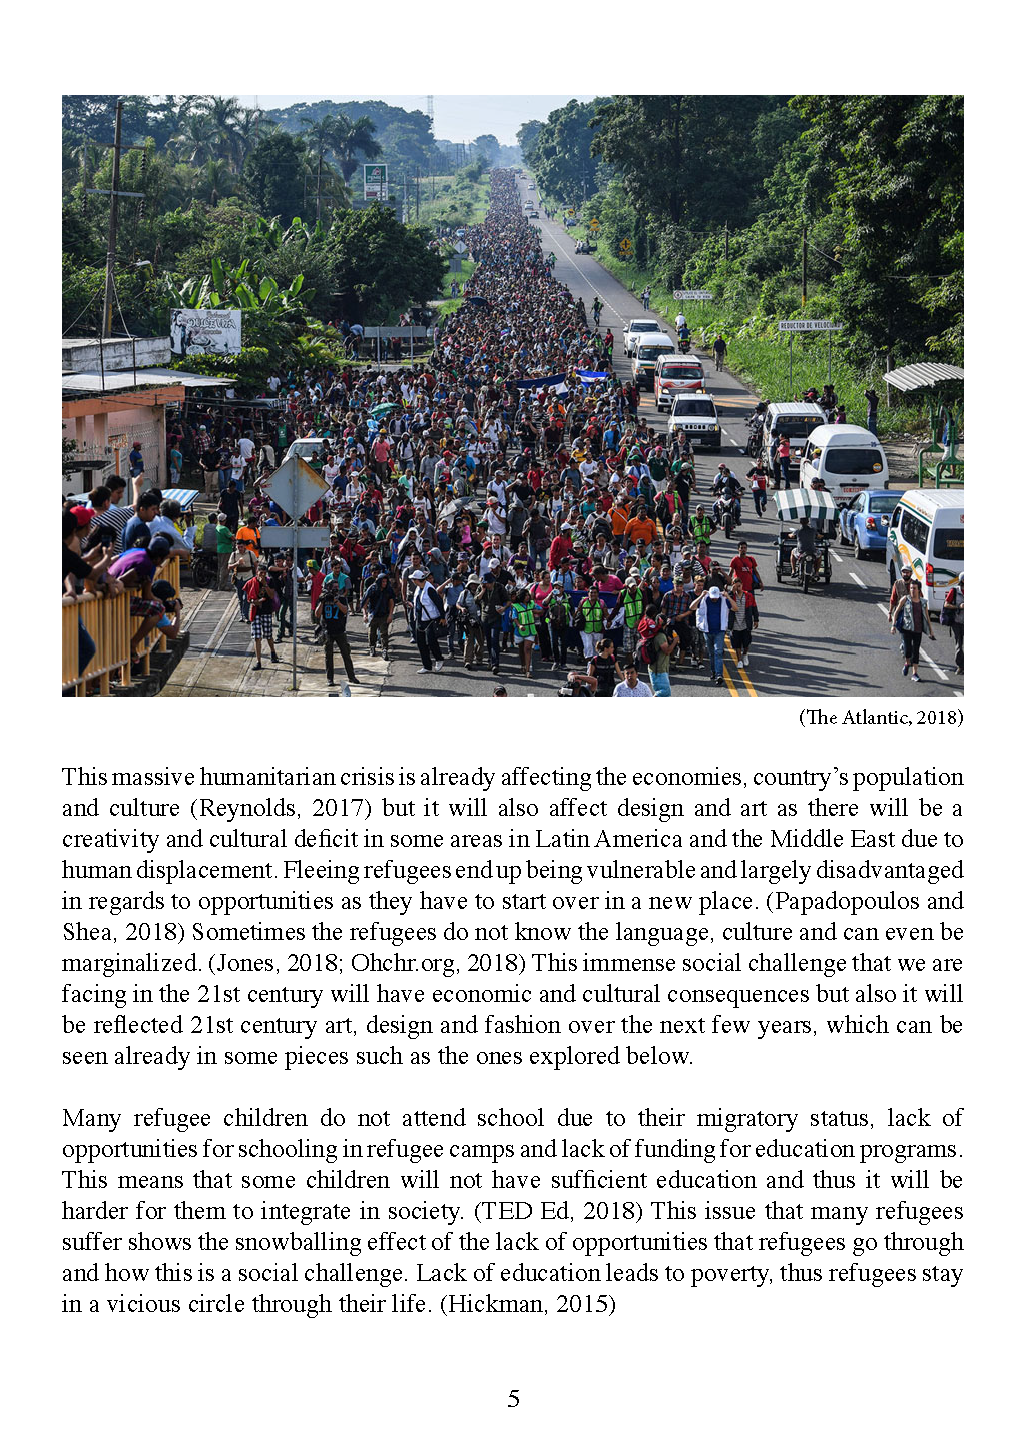 REDUCTOR DE VELOCIDAD
(The Atlantic, 2018)
This massive humanitarian crisis is already affecting the economies, country’s population
and culture (Reynolds, 2017) but it will also affect design and art as there will be a
creativity and cultural deficit in some areas in Latin America and the Middle East due to
human displacement. Fleeing refugees end up being vulnerable and largely disadvantaged
in regards to opportunities as they have to start over in a new place. (Papadopoulos and
Shea, 2018) Sometimes the refugees do not know the language, culture and can even be
marginalized. (Jones, 2018; Ohchr.org, 2018) This immense social challenge that we are
facing in the 21st century will have economic and cultural consequences but also it will
be reflected 21st century art, design and fashion over the next few years, which can be
seen already in some pieces such as the ones explored below.
Many refugee children do not attend school due to their migratory status, lack of
opportunities for schooling in refugee camps and lack of funding for education programs.
This means that some children will not have sufficient education and thus it will be
harder for them to integrate in society. (TED Ed, 2018) This issue that many refugees
suffer shows the snowballing effect of the lack of opportunities that refugees go through
and how this is a social challenge. Lack of education leads to poverty, thus refugees stay
in a vicious circle through their life. (Hickman, 2015)
5